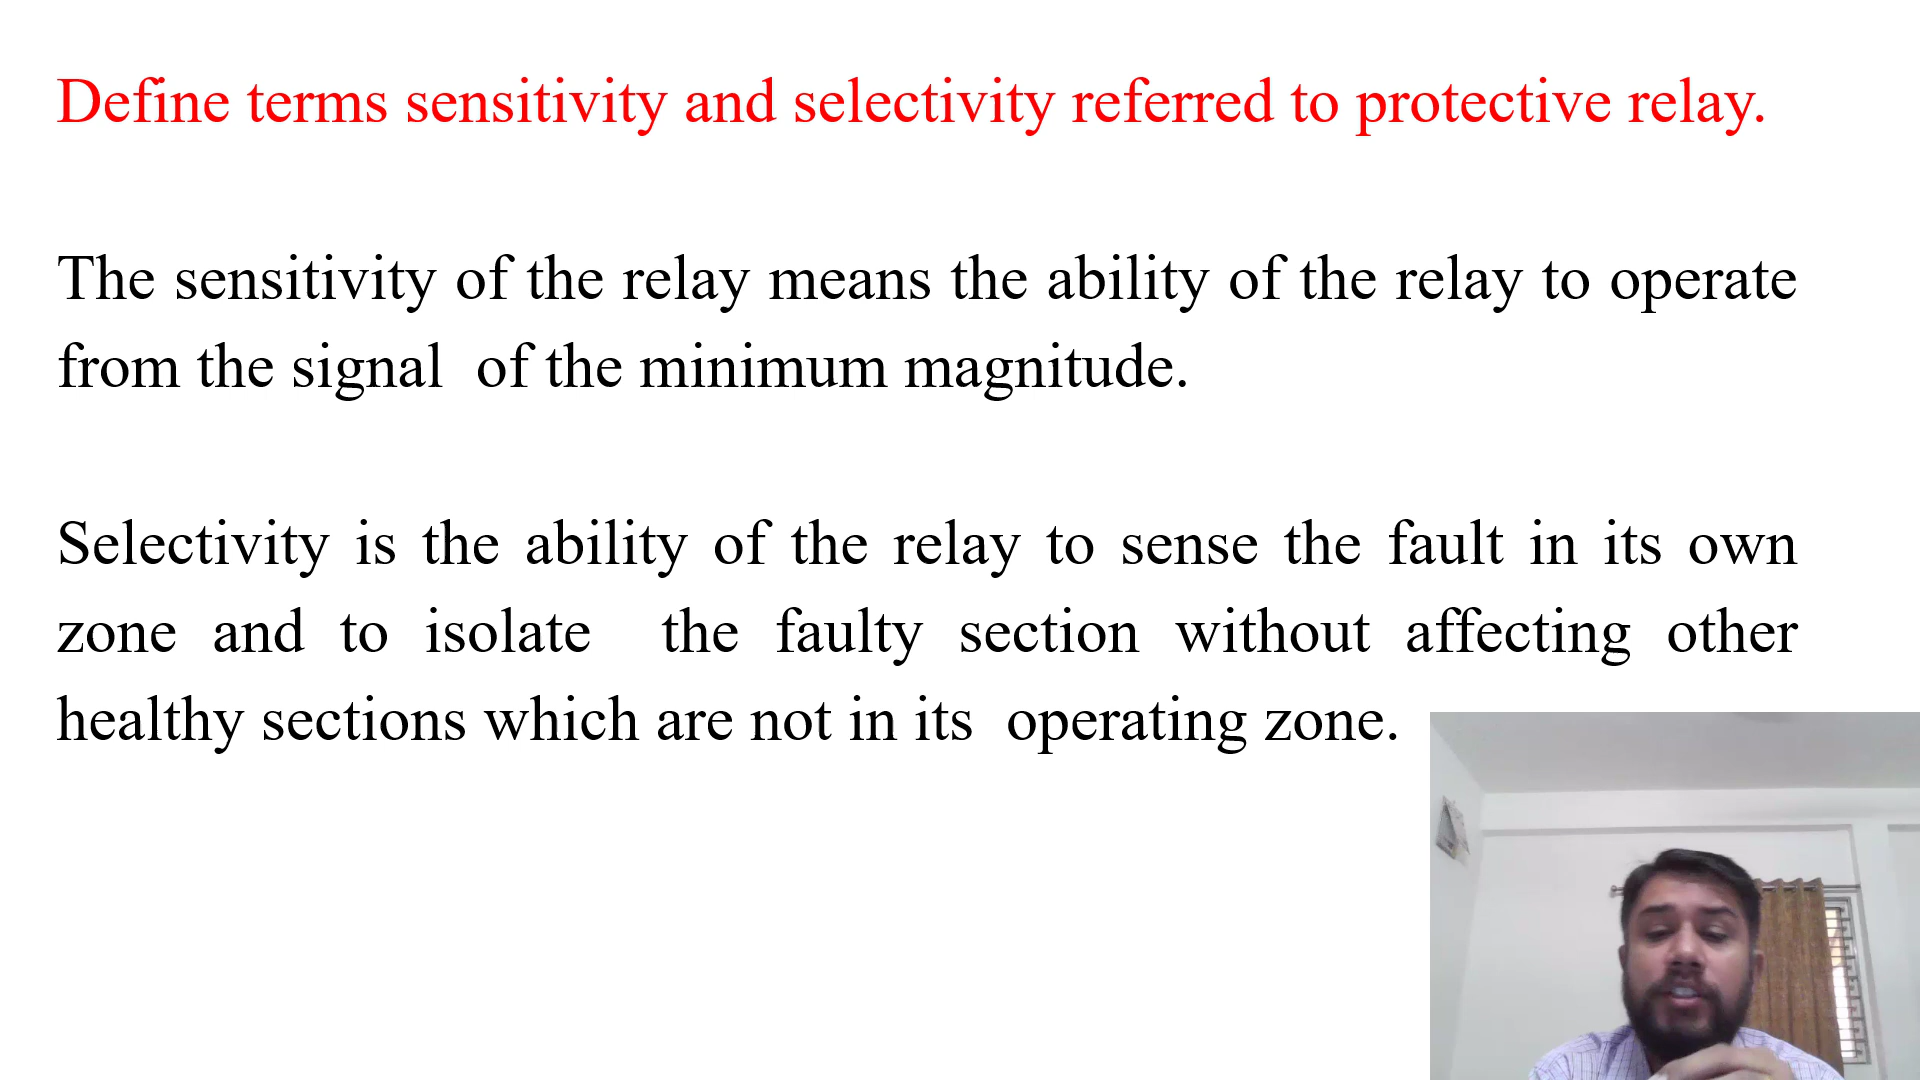 Define terms sensitivity and selectivity referred to protective relay.
The sensitivity of the relay means the ability of the relay to operate
from the signal of the minimum magnitude.
Selectivity is the ability of the relay to sense the fault in its own
zone and to isolate the faulty section without affecting other
healthy sections which are not in its operating zone.